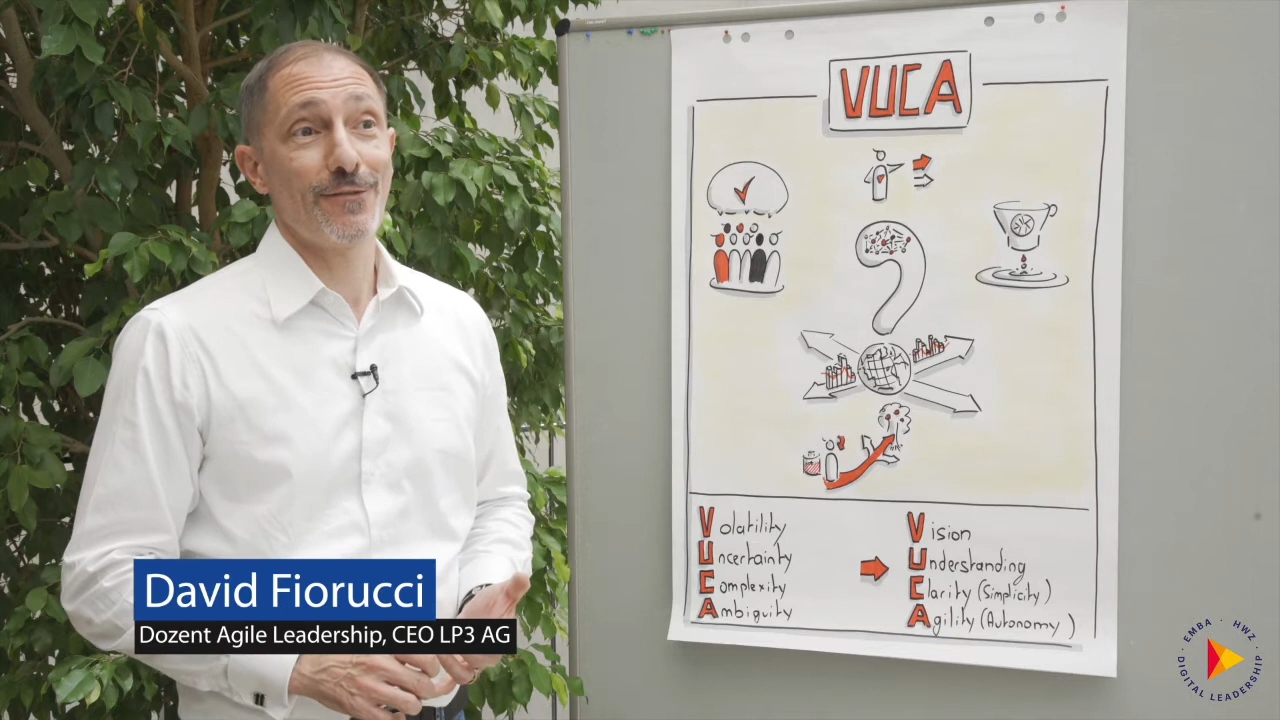 VUCA
Volatility
Uncertainty
Complexity
Ambiguity
Vision
Understanding
Clarity (Simplicity)
Agility (Autonomy)
David Fiorucci
Dozent Agile Leadership, CEO LP3 AG
EMBA · HWZ ·
DIGITAL LEADERSHIP ·